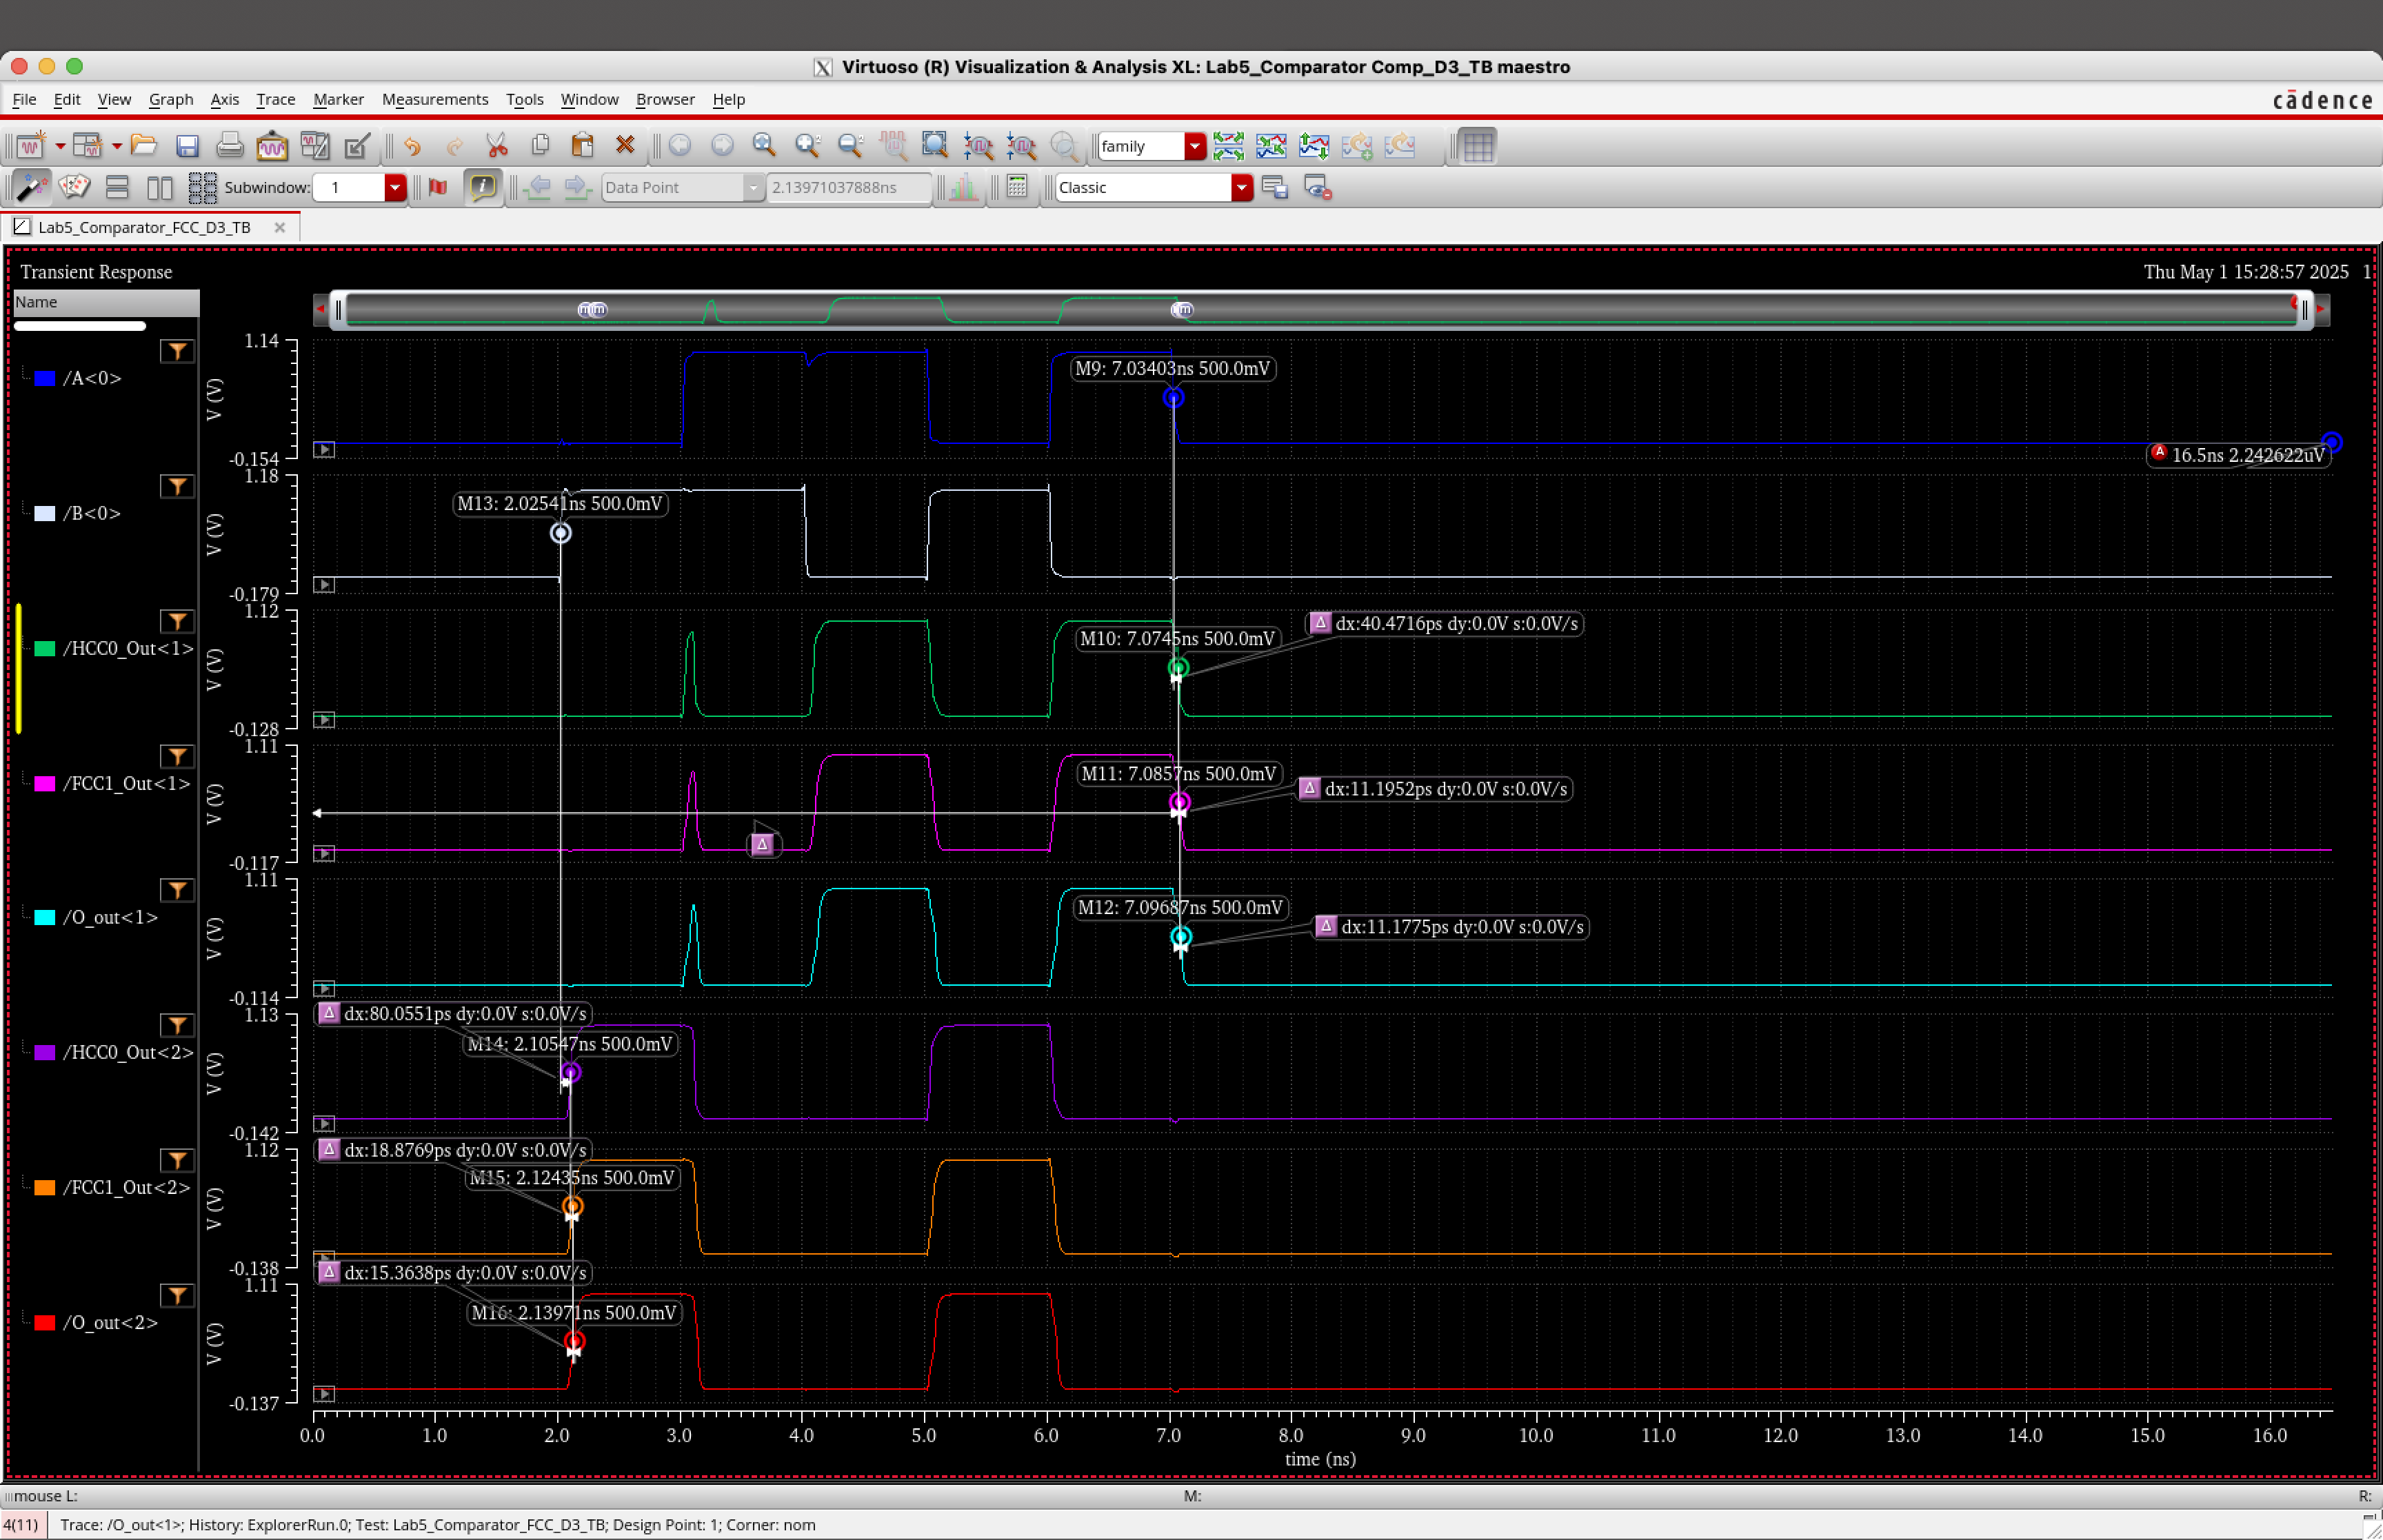 Virtuoso (R) Visualization & Analysis XL: Lab5_Comparator Comp_D3_TB maestro
File Edit View Graph Axis Trace Marker Measurements Tools Window Browser Help
cādence
family
Subwindow: 1
Data Point
2.13971037888ns
Classic
Lab5_Comparator_FCC_D3_TB
Transient Response
Thu May 1 15:28:57 2025 1
Name
/A<0>
V (V)
1.14
-0.154
M9: 7.03403ns 500.0mV
A 16.5ns 2.242622uV
/B<0>
V (V)
1.18
-0.179
M13: 2.02541ns 500.0mV
/HCC0_Out<1>
V (V)
1.12
-0.128
M10: 7.0745ns 500.0mV
Δ dx:40.4716ps dy:0.0V s:0.0V/s
/FCC1_Out<1>
V (V)
1.11
-0.117
M11: 7.0857ns 500.0mV
Δ dx:11.1952ps dy:0.0V s:0.0V/s
Δ
/O_out<1>
V (V)
1.11
-0.114
M12: 7.09687ns 500.0mV
Δ dx:11.1775ps dy:0.0V s:0.0V/s
/HCC0_Out<2>
V (V)
1.13
-0.142
Δ dx:80.0551ps dy:0.0V s:0.0V/s
M14: 2.10547ns 500.0mV
/FCC1_Out<2>
V (V)
1.12
-0.138
Δ dx:18.8769ps dy:0.0V s:0.0V/s
M15: 2.12435ns 500.0mV
/O_out<2>
V (V)
1.11
-0.137
Δ dx:15.3638ps dy:0.0V s:0.0V/s
M16: 2.13971ns 500.0mV
0.0 1.0 2.0 3.0 4.0 5.0 6.0 7.0 8.0 9.0 10.0 11.0 12.0 13.0 14.0 15.0 16.0
time (ns)
mouse L: M: R:
4(11) Trace: /O_out<1>; History: ExplorerRun.0; Test: Lab5_Comparator_FCC_D3_TB; Design Point: 1; Corner: nom